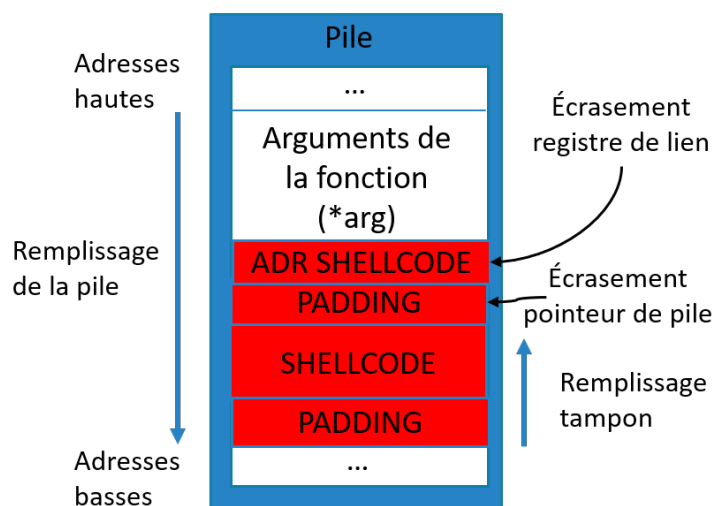 Pile
Adresses
hautes
...
Écrasement
registre de lien
Arguments de
la fonction
(*arg)
Remplissage
de la pile
ADR SHELLCODE
Écrasement
pointeur de pile
PADDING
SHELLCODE
Remplissage
tampon
PADDING
Adresses
basses
...